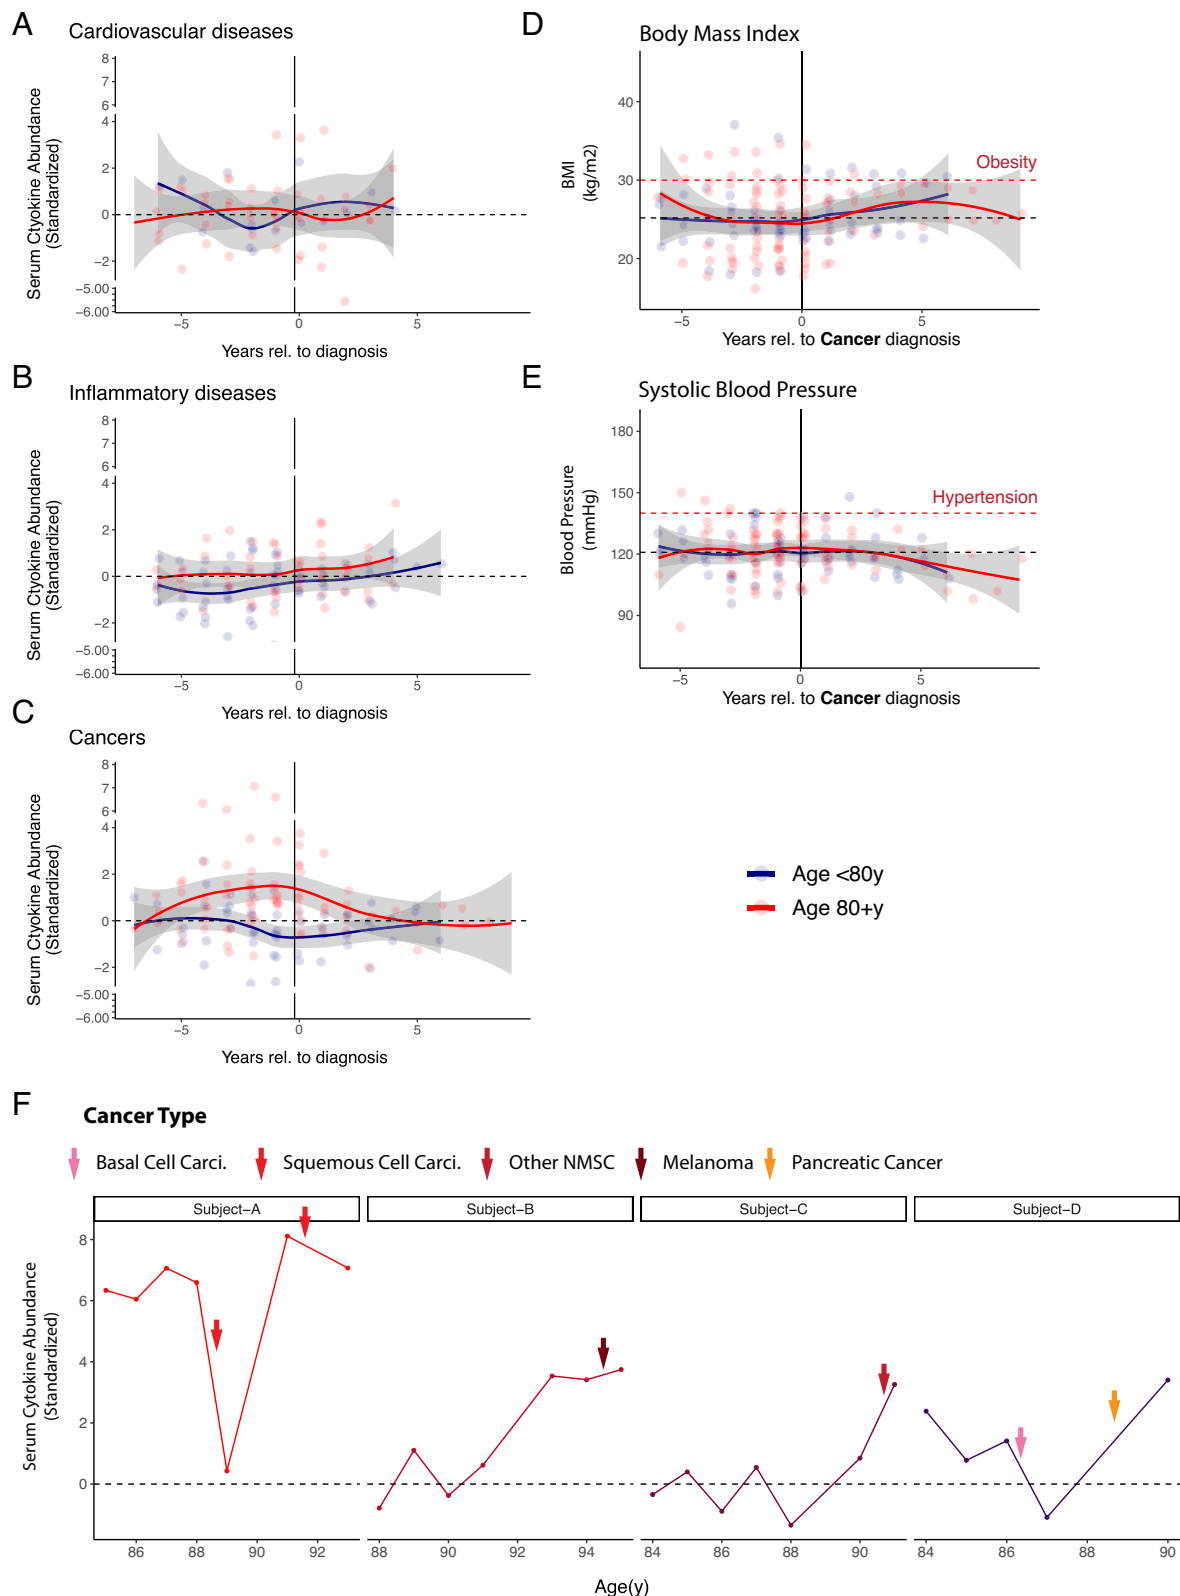 A
Cardiovascular diseases
8
7
6
4
2
0
−2
−5.00
−6.00
Serum Ctyokine Abundance
(Standardized)
−5
0
5
Years rel. to diagnosis
B
Inflammatory diseases
8
7
6
4
2
0
−2
−5.00
−6.00
Serum Ctyokine Abundance
(Standardized)
−5
0
5
Years rel. to diagnosis
C
Cancers
8
7
6
4
2
0
−2
−5.00
−6.00
Serum Ctyokine Abundance
(Standardized)
−5
0
5
Years rel. to diagnosis
D
Body Mass Index
40
30
20
BMI
(kg/m2)
Obesity
−5
0
5
Years rel. to Cancer diagnosis
E
Systolic Blood Pressure
180
150
120
90
Blood Pressure
(mmHg)
Hypertension
−5
0
5
Years rel. to Cancer diagnosis
Age <80y
Age 80+y
F
Cancer Type
Basal Cell Carci.
Squemous Cell Carci.
Other NMSC
Melanoma
Pancreatic Cancer
Subject−A
Subject−B
Subject−C
Subject−D
8
6
4
2
0
Serum Cytokine Abundance
(Standardized)
86 88 90 92
88 90 92 94
84 86 88 90
84 86 88 90
Age(y)